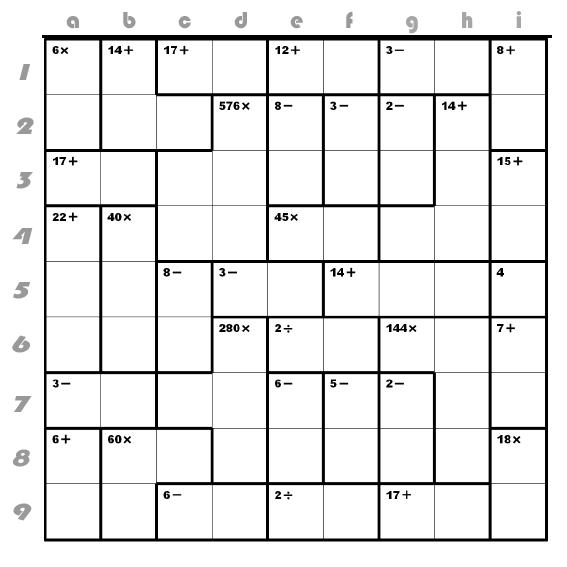 a b c d e f g h i
1 6× 14+ 17+ 12+ 3− 8+
2 576× 8− 3− 2− 14+
3 17+ 15+
4 22+ 40× 45×
5 8− 3− 14+ 4
6 280× 2÷ 144× 7+
7 3− 6− 5− 2−
8 6+ 60× 18×
9 6− 2÷ 17+